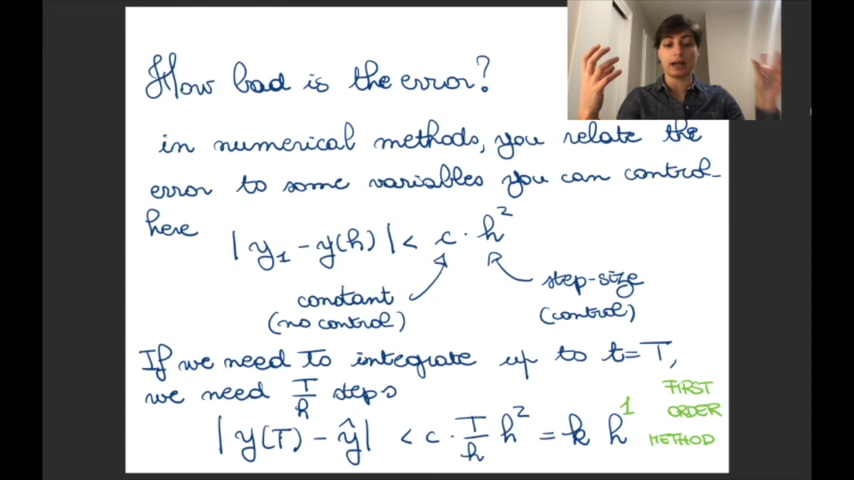 How bad is the error?
in numerical methods, you relate the
error to some variables you can control
here
|y₁ - y(h)| < c · h²
constant
(no control)
step-size
(control)
If we need to integrate up to t=T,
we need T/h steps
|y(T) - ŷ| < c · T/h h² = k h¹
FIRST
ORDER
METHOD